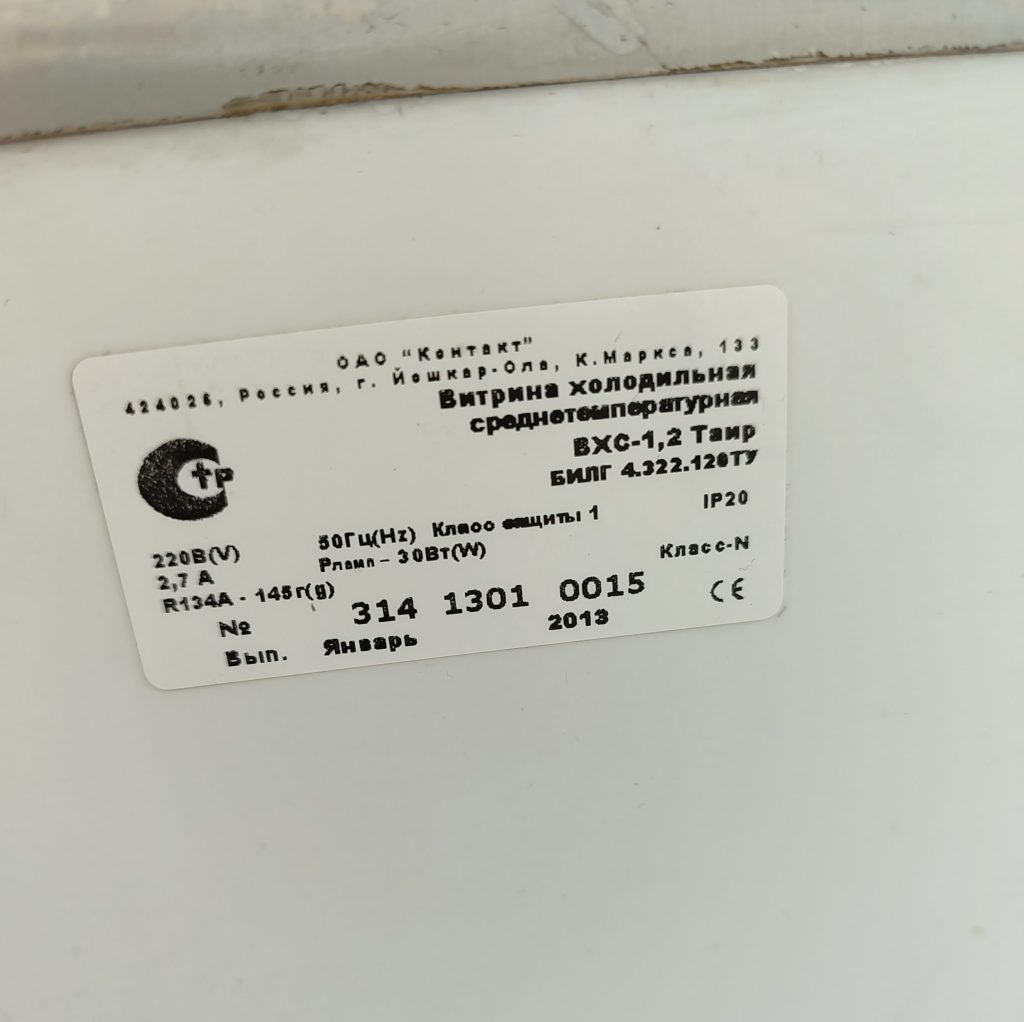 ОАО "Контакт"
424026, Россия, г. Йошкар-Ола, К.Маркса, 133
Витрина холодильная
среднетемпературная
ВХС-1,2 Таир
БИЛГ 4.322.120ТУ
тР
220В(V) 50Гц(Hz) Класс защиты 1 IP20
2,7 А Рламп - 30Вт(W) Класс-N
R134A - 145г(g)
№ 314 1301 0015 CE
Вып. Январь 2013